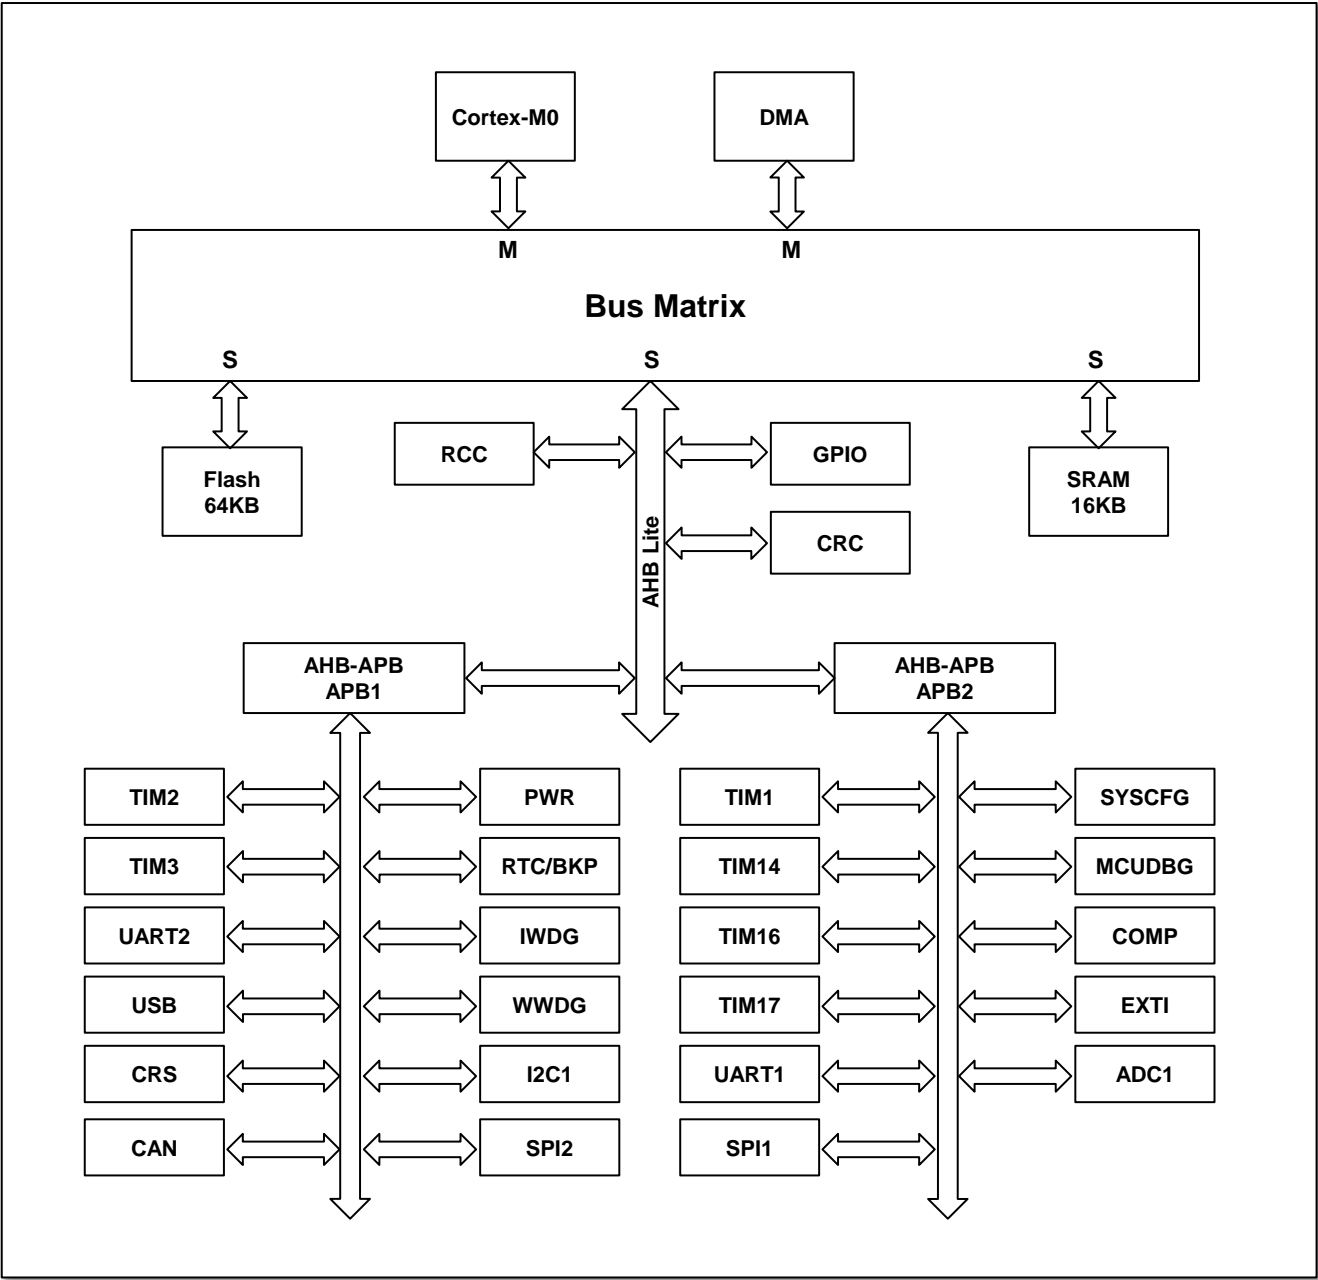 Cortex-M0
DMA
M
M
Bus Matrix
S
S
S
RCC
GPIO
Flash
64KB
SRAM
16KB
CRC
AHB Lite
AHB-APB
APB1
AHB-APB
APB2
TIM2
PWR
TIM1
SYSCFG
TIM3
RTC/BKP
TIM14
MCUDBG
UART2
IWDG
TIM16
COMP
USB
WWDG
TIM17
EXTI
CRS
I2C1
UART1
ADC1
CAN
SPI2
SPI1